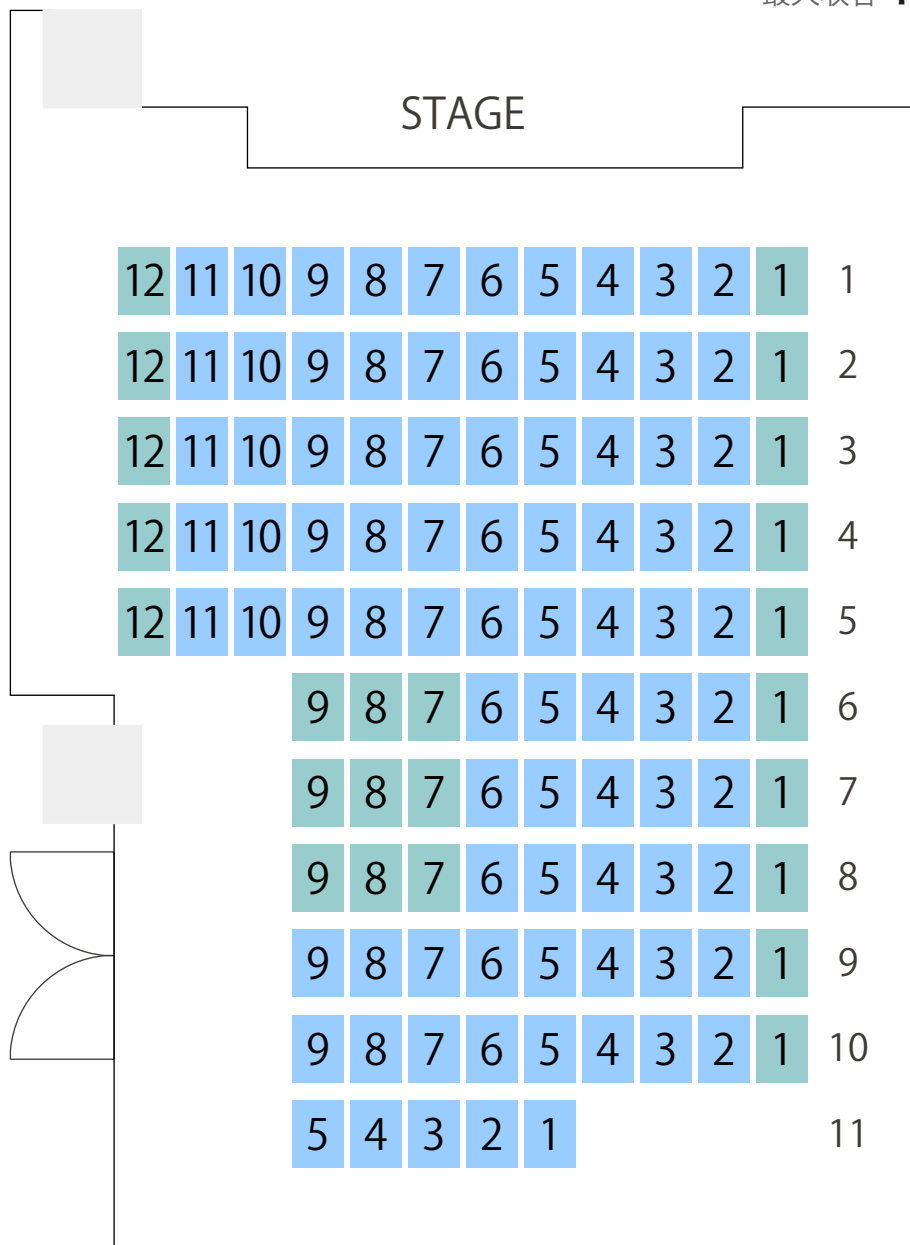 STAGE
12 11 10 9 8 7 6 5 4 3 2 1 1
12 11 10 9 8 7 6 5 4 3 2 1 2
12 11 10 9 8 7 6 5 4 3 2 1 3
12 11 10 9 8 7 6 5 4 3 2 1 4
12 11 10 9 8 7 6 5 4 3 2 1 5
9 8 7 6 5 4 3 2 1 6
9 8 7 6 5 4 3 2 1 7
9 8 7 6 5 4 3 2 1 8
9 8 7 6 5 4 3 2 1 9
9 8 7 6 5 4 3 2 1 10
5 4 3 2 1 11